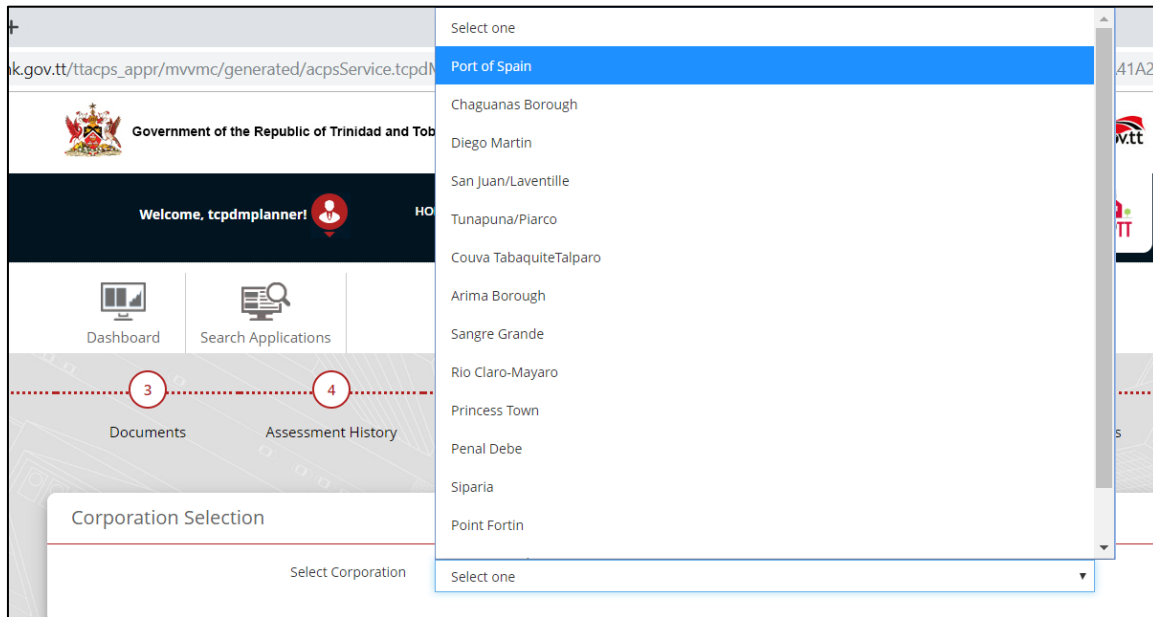 +
nk.gov.tt/ttacps_appr/mvvmc/generated/acpsService.tcpdM
41A2
Government of the Republic of Trinidad and Tob
v.tt
Welcome, tcpdmplanner!
HO
TT
Dashboard
Search Applications
3
4
Documents
Assessment History
s
Select one
Port of Spain
Chaguanas Borough
Diego Martin
San Juan/Laventille
Tunapuna/Piarco
Couva TabaquiteTalparo
Arima Borough
Sangre Grande
Rio Claro-Mayaro
Princess Town
Penal Debe
Siparia
Point Fortin
Corporation Selection
Select Corporation
Select one